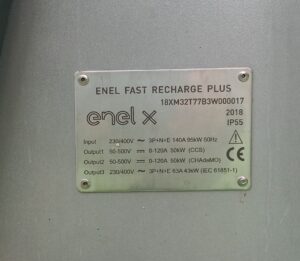 ENEL FAST RECHARGE PLUS
18XM32T77B3W000017
enel x
2018
IP55
Input 230/400V ~ 3P+N+E 140A 95kW 50Hz
Output1 50-500V ⎓ 0-120A 50kW (CCS)
Output2 50-500V ⎓ 0-120A 50kW (CHAdeMO)
Output3 230/400V ~ 3P+N+E 63A 43kW (IEC 61851-1)
CE